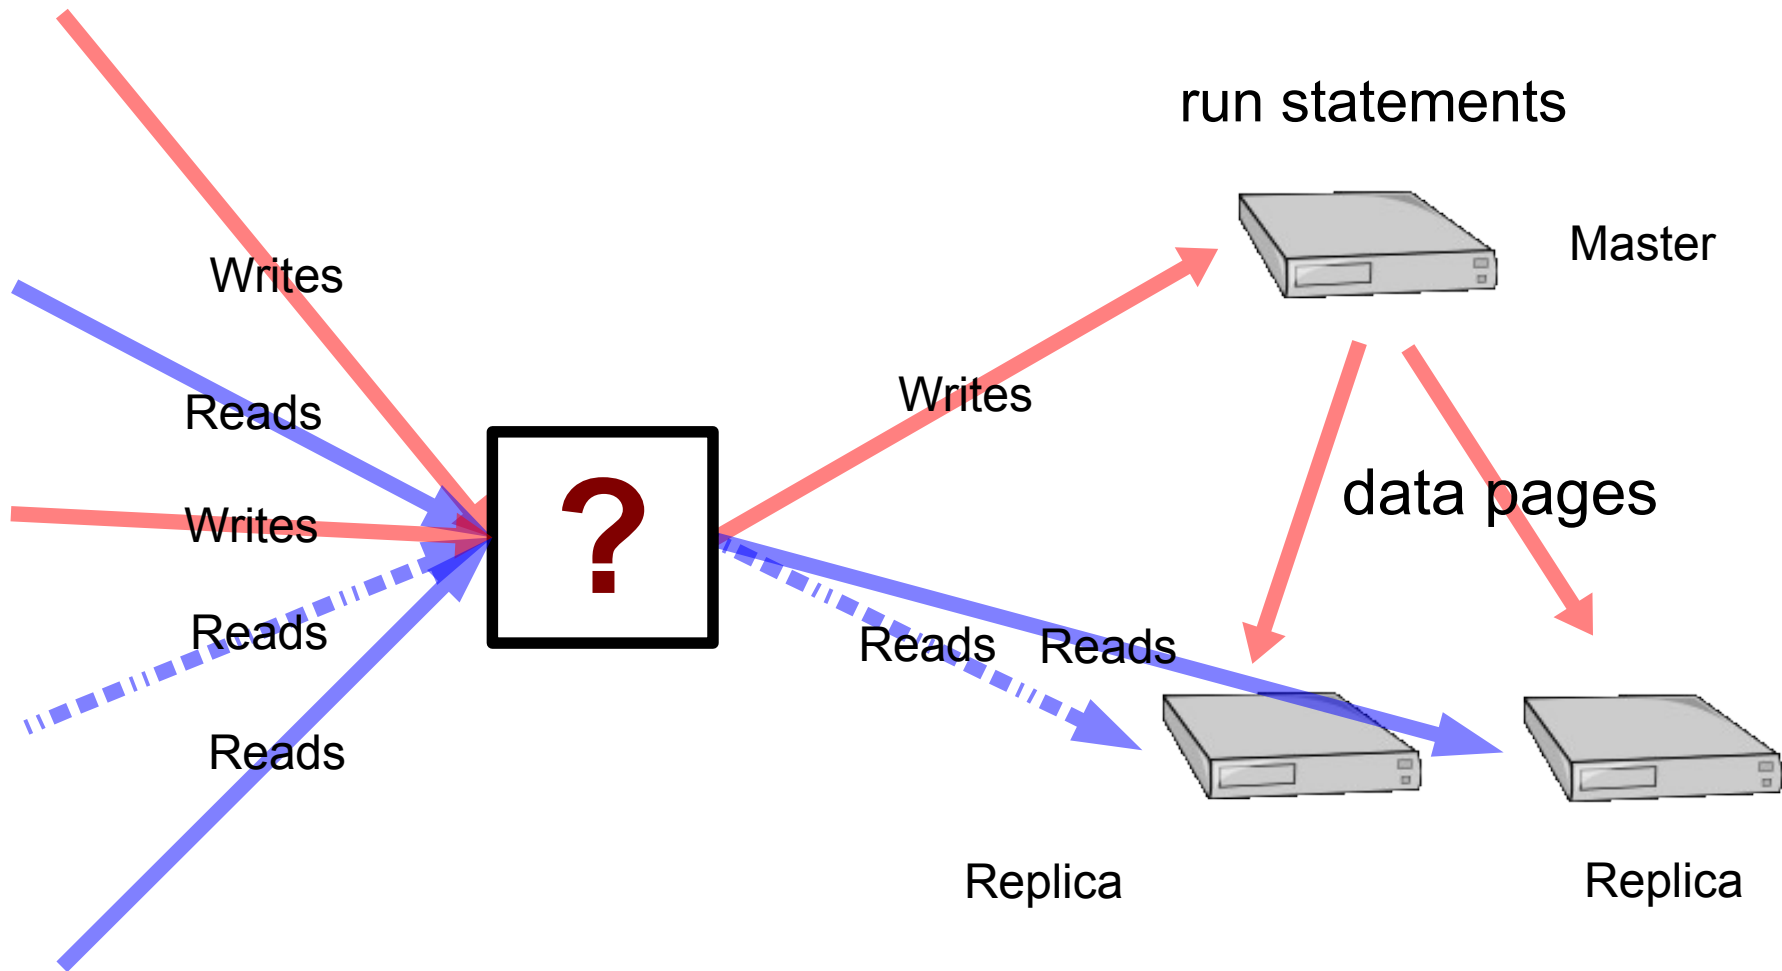 run statements
Master
Writes
Reads
Writes
Writes
?
data pages
Reads
Reads
Reads
Reads
Replica
Replica